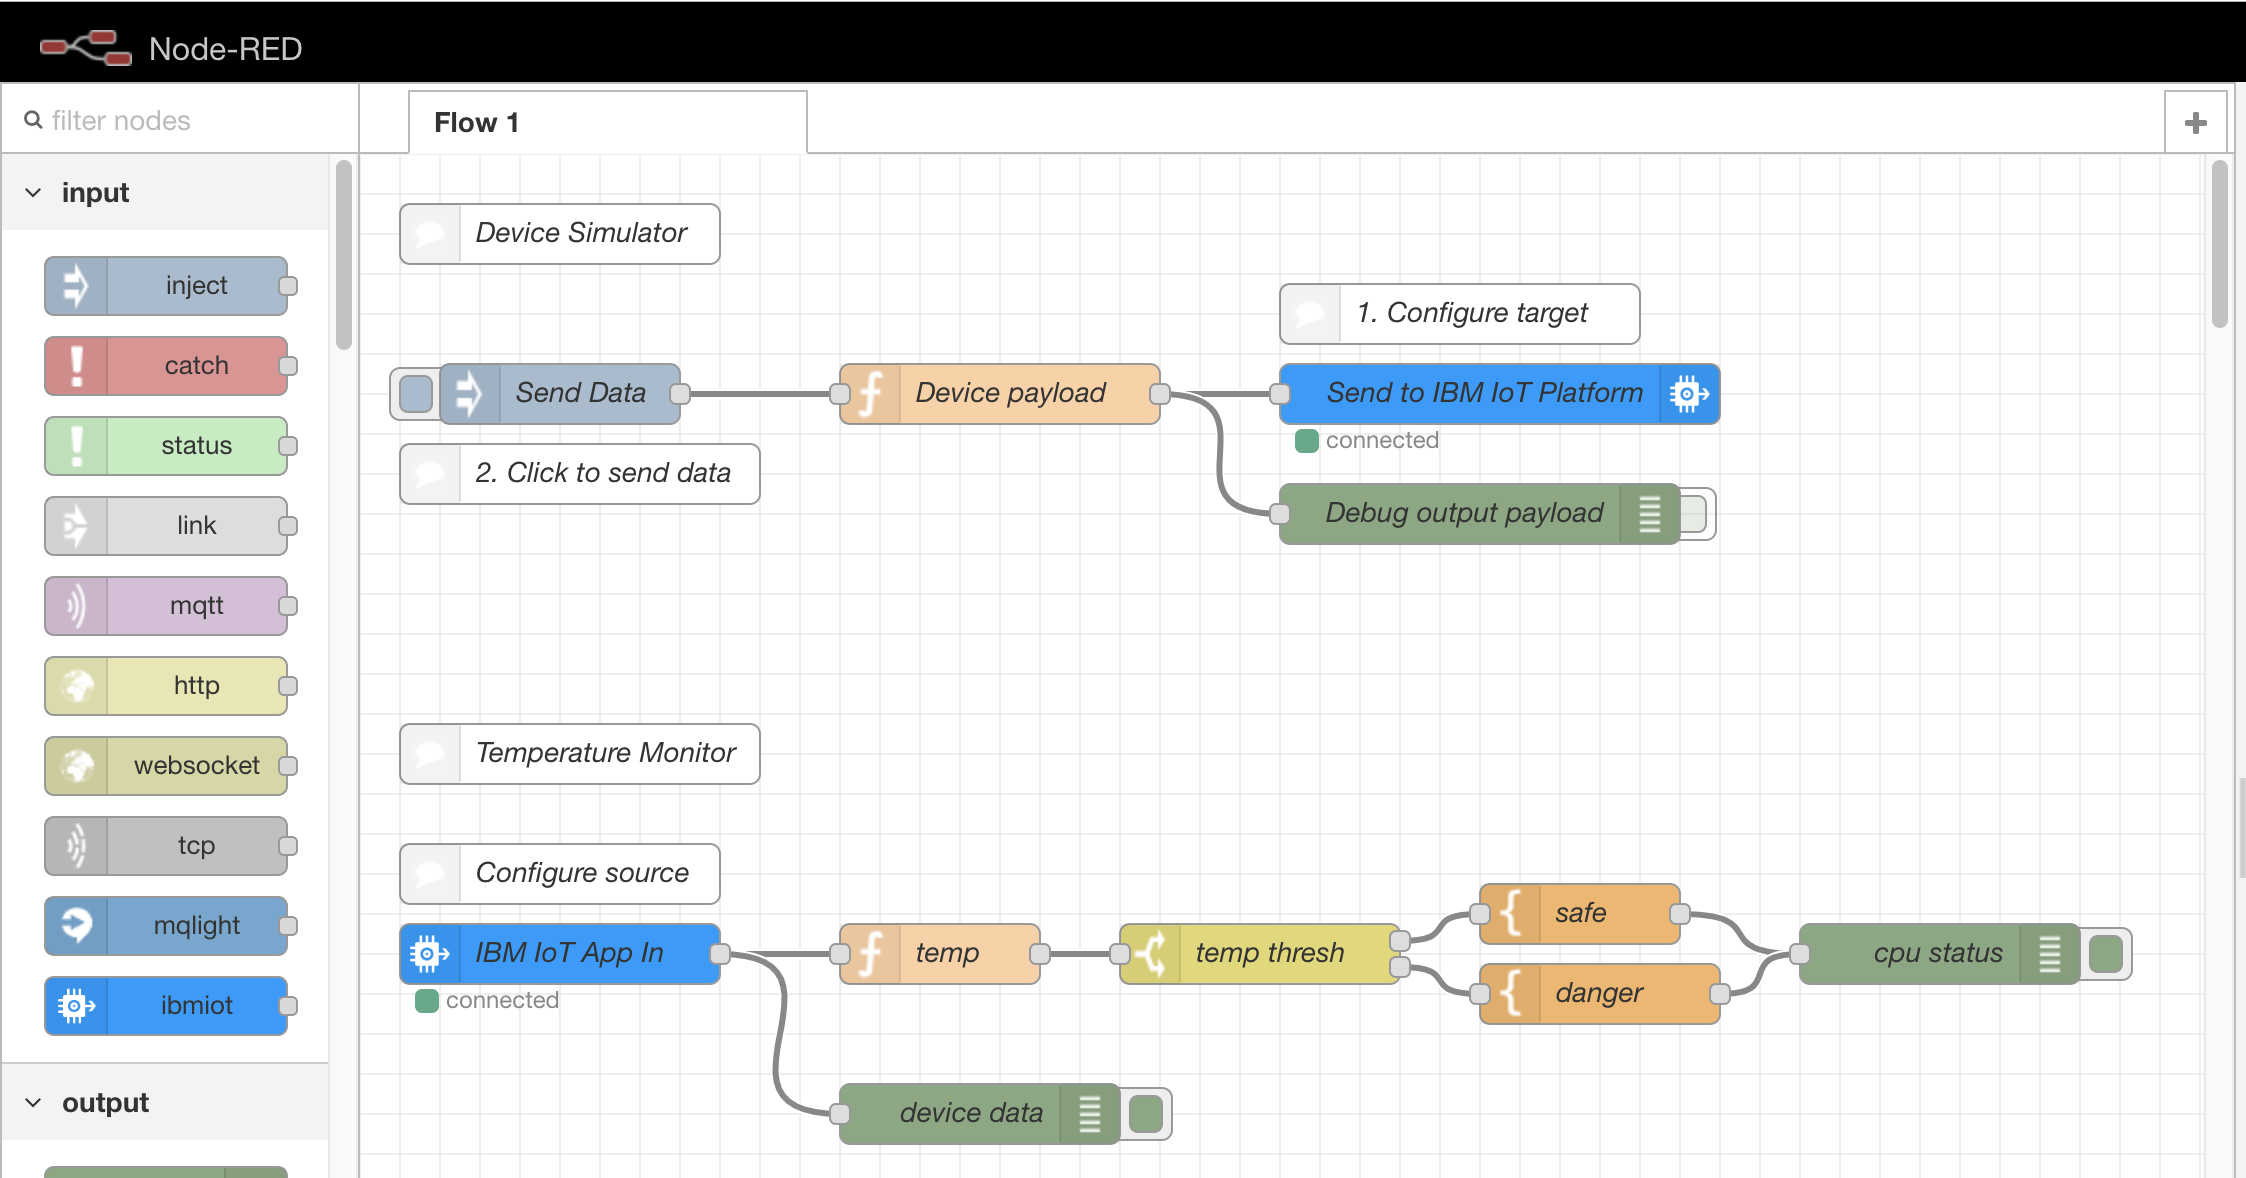 Node-RED
filter nodes
Flow 1
input
inject
catch
status
link
mqtt
http
websocket
tcp
mqlight
ibmiot
output
Device Simulator
1. Configure target
Send Data
Device payload
Send to IBM IoT Platform
connected
2. Click to send data
Debug output payload
Temperature Monitor
Configure source
IBM IoT App In
connected
temp
temp thresh
safe
danger
cpu status
device data